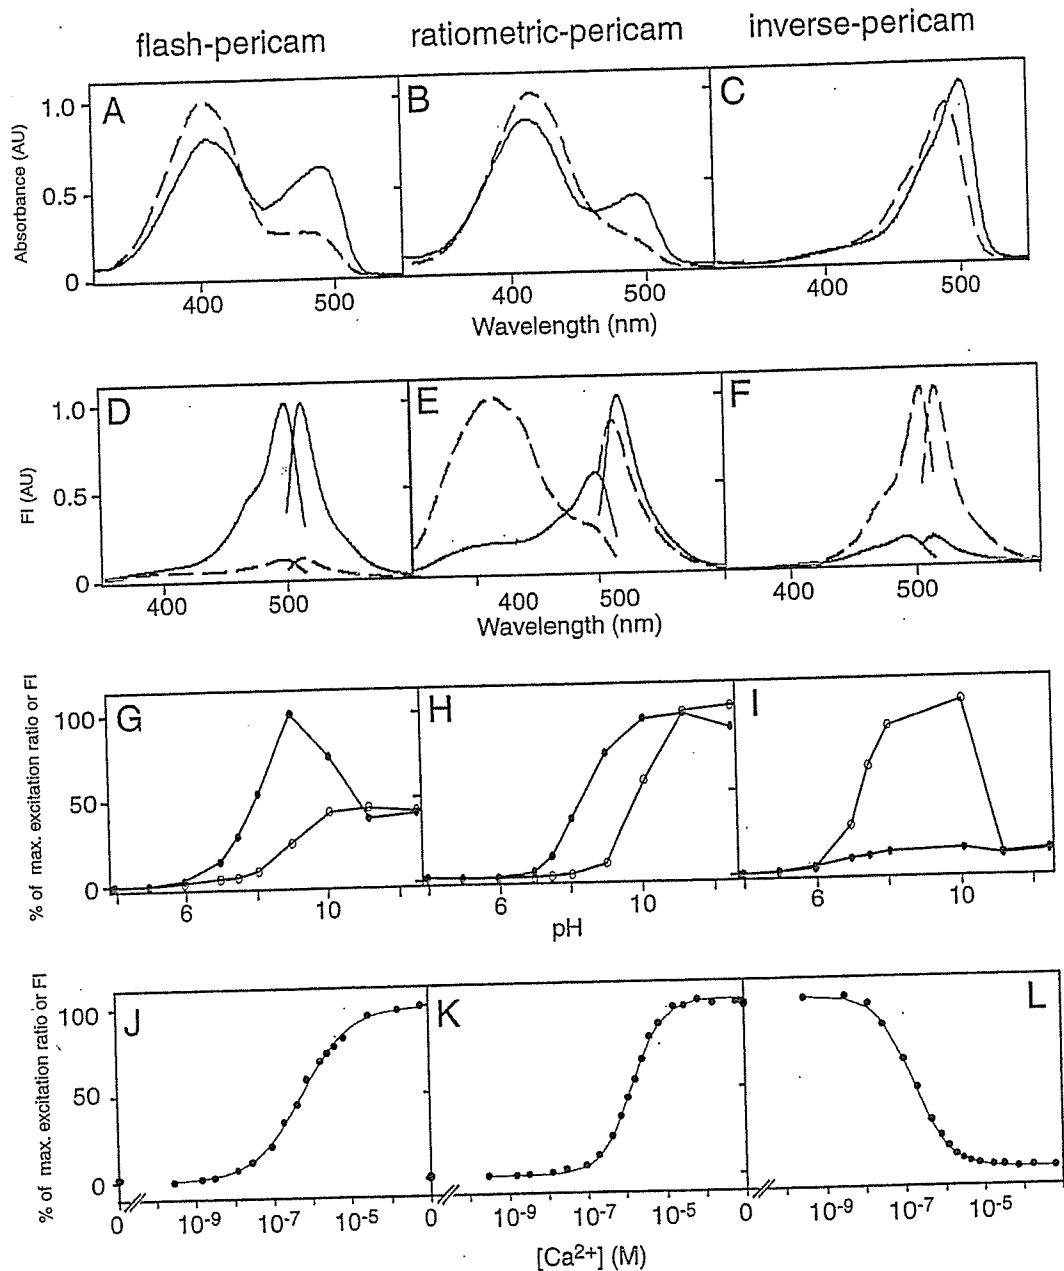 flash-pericam ratiometric-pericam inverse-pericam
A B C
Absorbance (AU)
1.0
0.5
0
400 500 400 500 400 500
Wavelength (nm)
D E F
FI (AU)
1.0
0.5
0
400 500 400 500 400 500
Wavelength (nm)
G H I
% of max. excitation ratio or FI
100
50
0
6 10 6 10 6 10
pH
J K L
% of max. excitation ratio or FI
100
50
0
0 10-9 10-7 10-5 0 10-9 10-7 10-5 10-9 10-7 10-5
[Ca2+] (M)